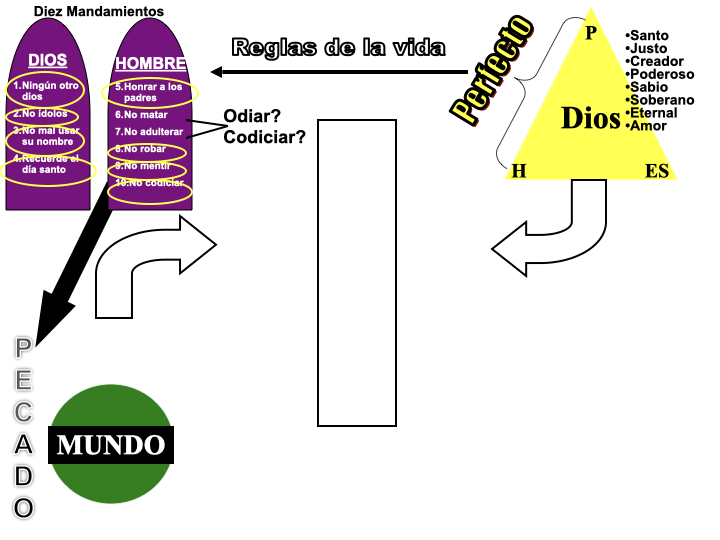 Diez Mandamientos
DIOS
1.Ningún otro
dios
2.No ídolos
3.No mal usar
su nombre
4.Recuerde el
día santo
HOMBRE
5.Honrar a los
padres
6.No matar
7.No adulterar
8.No robar
9.No mentir
10.No codiciar
Odiar?
Codiciar?
Reglas de la vida
Perfecto
P
Dios
H
ES
•Santo
•Justo
•Creador
•Poderoso
•Sabio
•Soberano
•Eternal
•Amor
PECADO
MUNDO